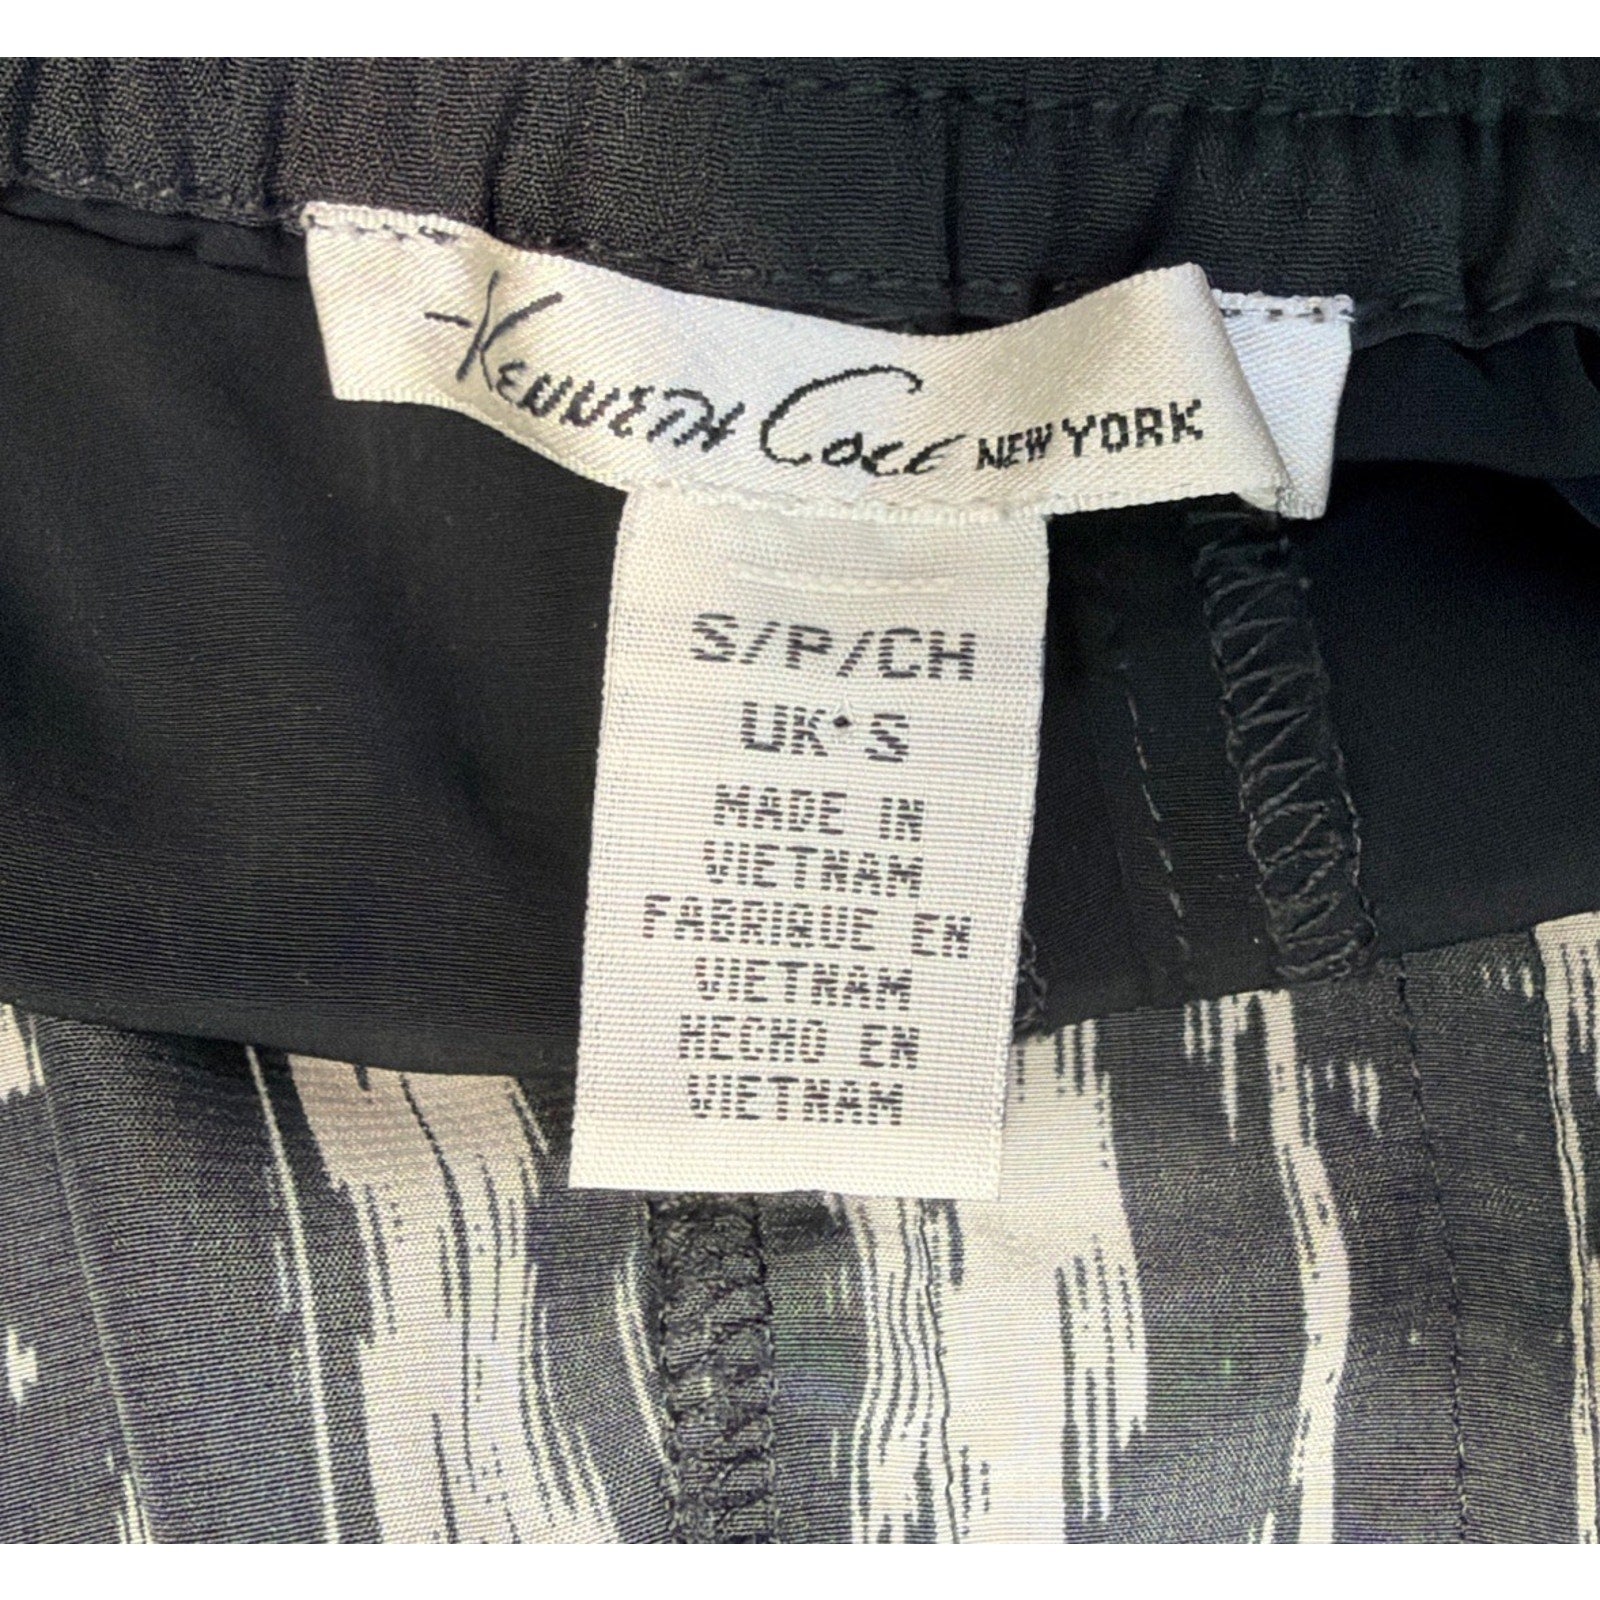 KENNETH COLE NEW YORK
S/P/CH
UK S
MADE IN
VIETNAM
FABRIQUE EN
VIETNAM
HECHO EN
VIETNAM